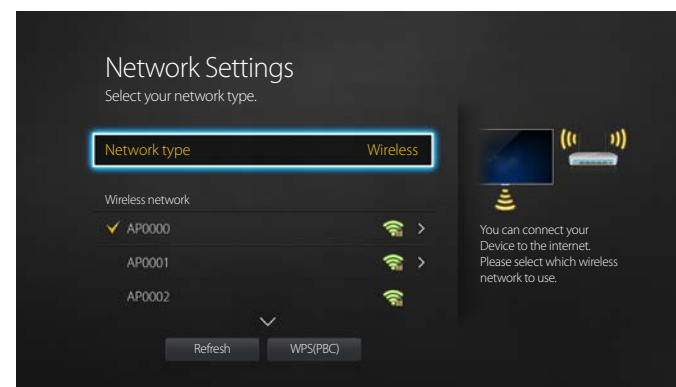 Network Settings
Select your network type.
Network type Wireless
Wireless network
AP0000
AP0001
AP0002
Refresh WPS(PBC)
You can connect your
Device to the internet.
Please select which wireless
network to use.